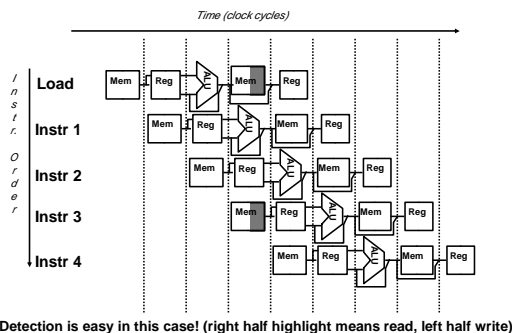 Time (clock cycles)
Instr. Order
Load Mem Reg ALU Mem Reg
Instr 1 Mem Reg ALU Mem Reg
Instr 2 Mem Reg ALU Mem Reg
Instr 3 Mem Reg ALU Mem Reg
Instr 4 Mem Reg ALU Mem Reg
Detection is easy in this case! (right half highlight means read, left half write)